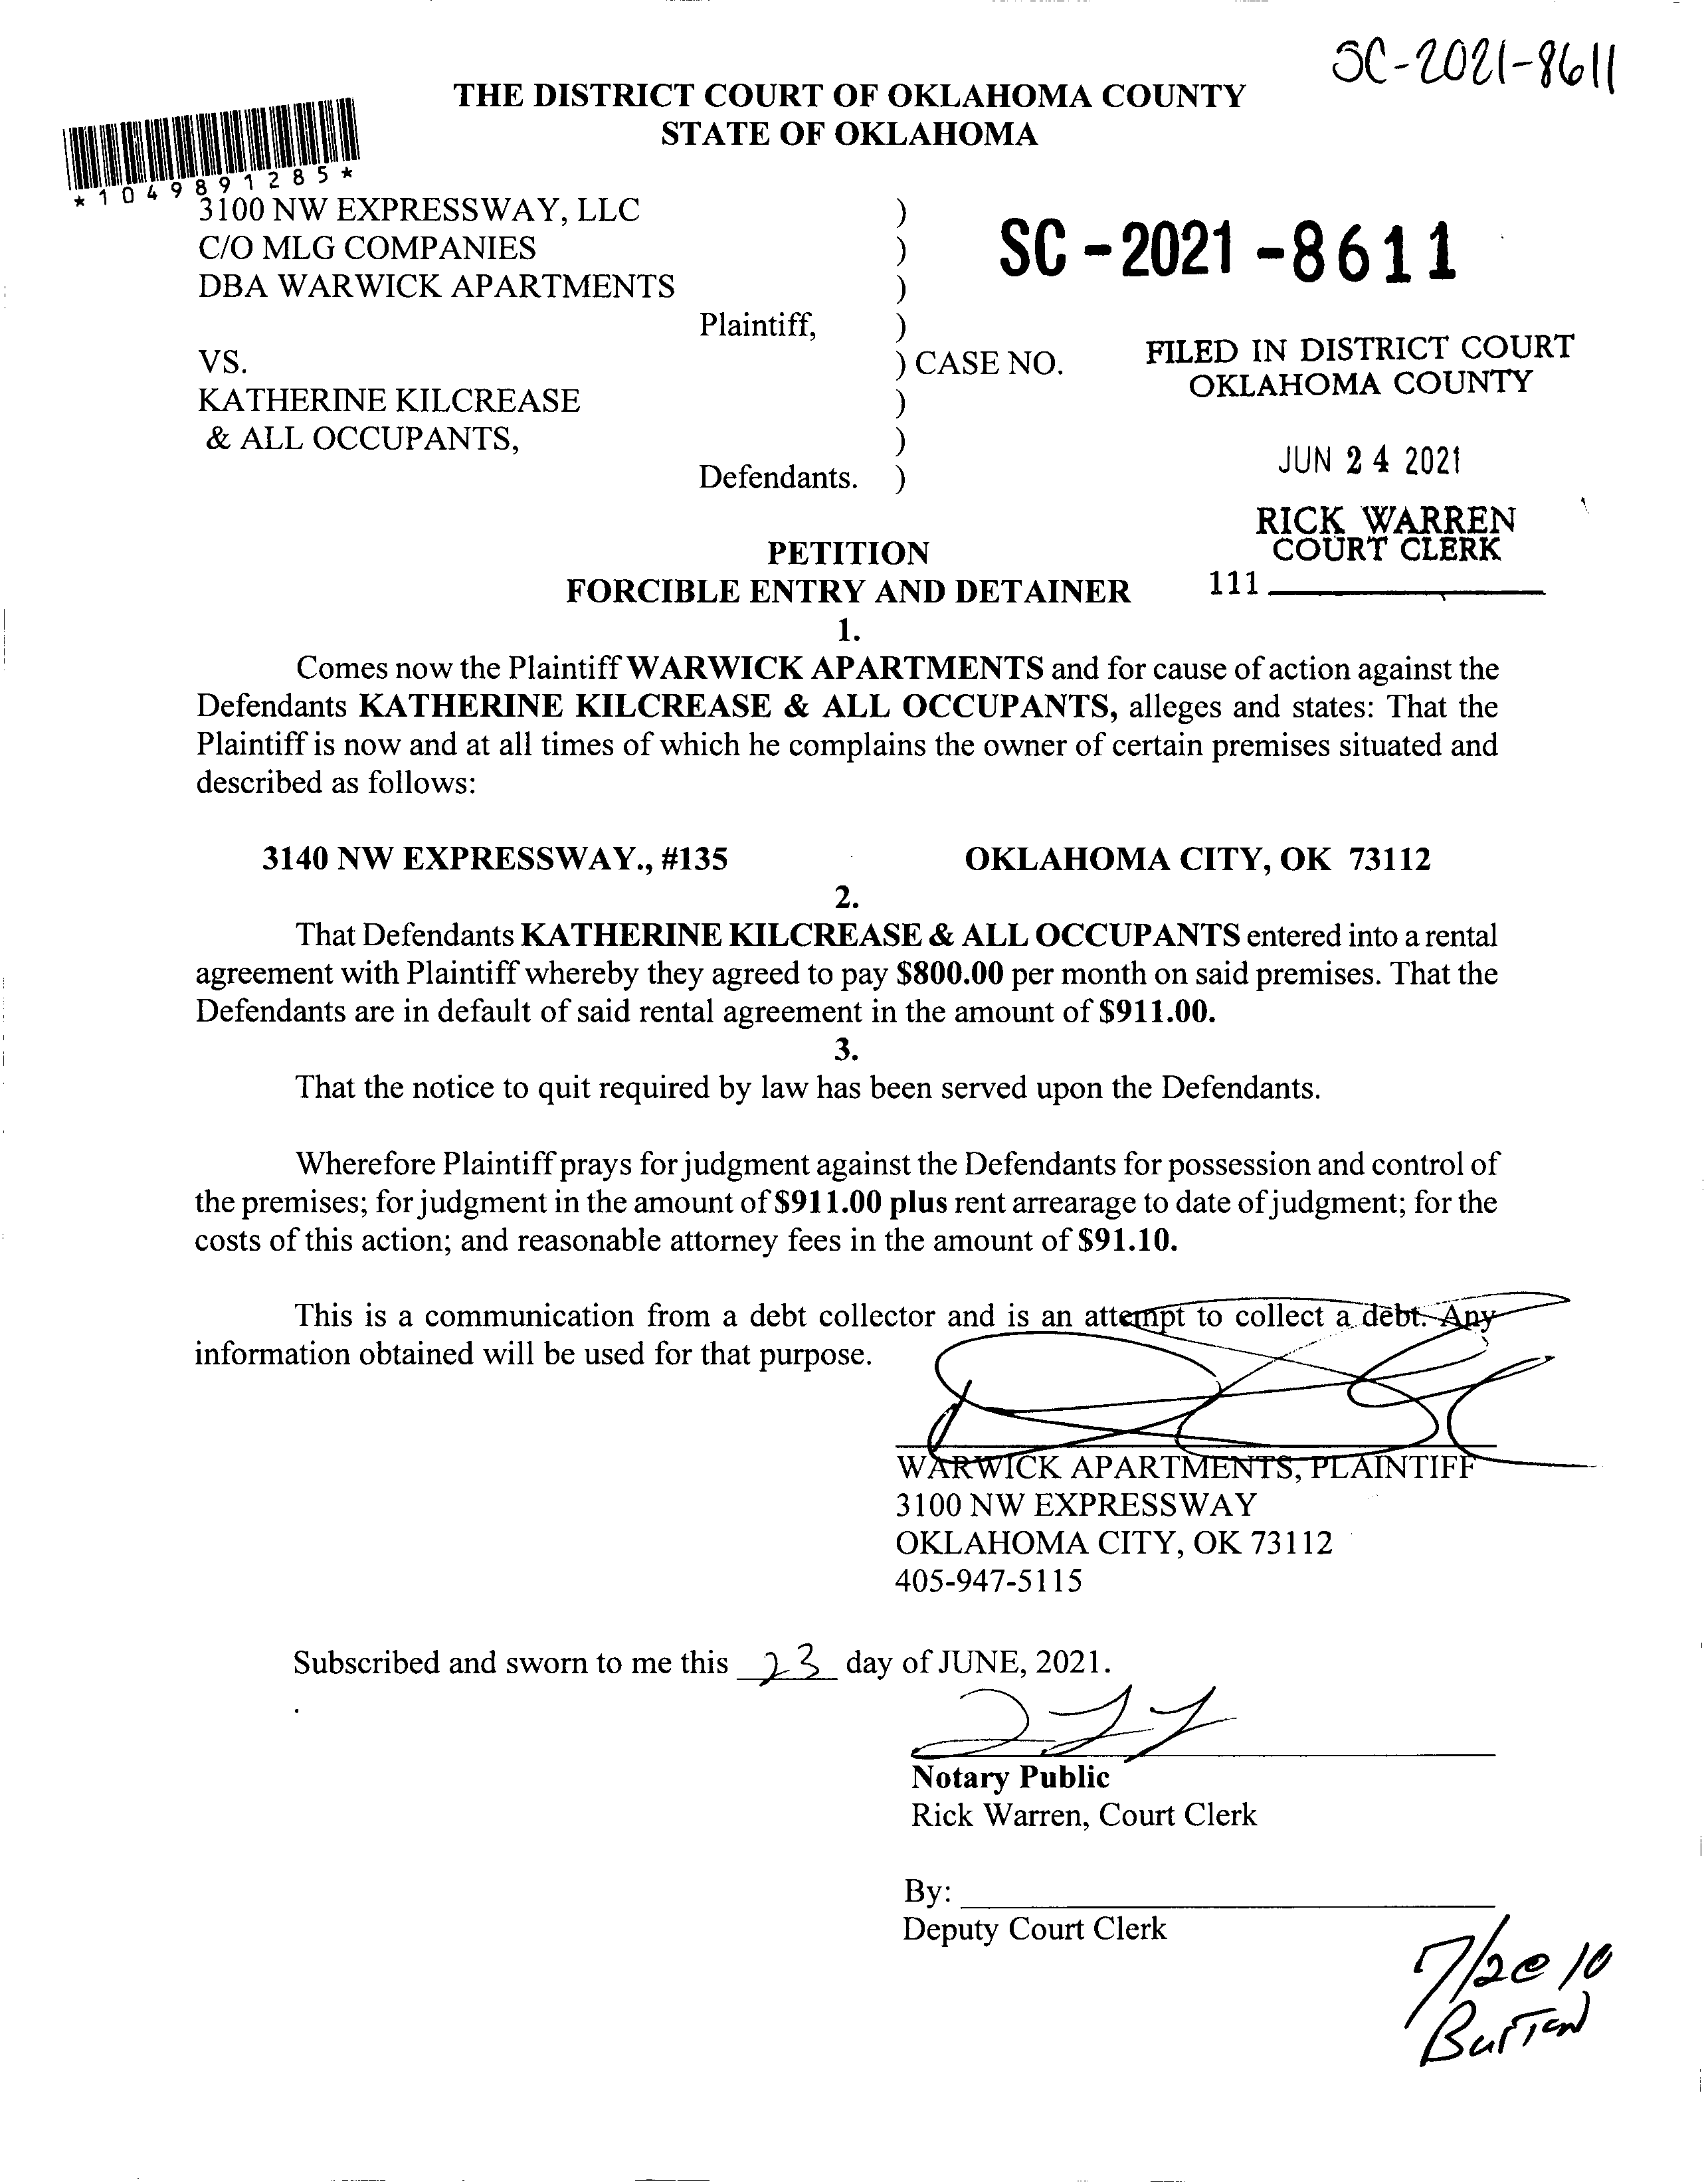 SC-2021-8611
THE DISTRICT COURT OF OKLAHOMA COUNTY
STATE OF OKLAHOMA
*1049891285*
3100 NW EXPRESSWAY, LLC )
C/O MLG COMPANIES )
DBA WARWICK APARTMENTS )
SC-2021-8611
Plaintiff, )
VS. ) CASE NO.
FILED IN DISTRICT COURT
OKLAHOMA COUNTY
KATHERINE KILCREASE )
& ALL OCCUPANTS, )
JUN 24 2021
Defendants. )
RICK WARREN
COURT CLERK
111
PETITION
FORCIBLE ENTRY AND DETAINER
1.
Comes now the Plaintiff WARWICK APARTMENTS and for cause of action against the
Defendants KATHERINE KILCREASE & ALL OCCUPANTS, alleges and states: That the
Plaintiff is now and at all times of which he complains the owner of certain premises situated and
described as follows:
3140 NW EXPRESSWAY., #135 OKLAHOMA CITY, OK 73112
2.
That Defendants KATHERINE KILCREASE & ALL OCCUPANTS entered into a rental
agreement with Plaintiff whereby they agreed to pay $800.00 per month on said premises. That the
Defendants are in default of said rental agreement in the amount of $911.00.
3.
That the notice to quit required by law has been served upon the Defendants.
Wherefore Plaintiff prays for judgment against the Defendants for possession and control of
the premises; for judgment in the amount of $911.00 plus rent arrearage to date of judgment; for the
costs of this action; and reasonable attorney fees in the amount of $91.10.
This is a communication from a debt collector and is an attempt to collect a debt. Any
information obtained will be used for that purpose.
WARWICK APARTMENTS, PLAINTIFF
3100 NW EXPRESSWAY
OKLAHOMA CITY, OK 73112
405-947-5115
Subscribed and sworn to me this 23 day of JUNE, 2021.
Notary Public
Rick Warren, Court Clerk
By:
Deputy Court Clerk
7/2@10
Burton